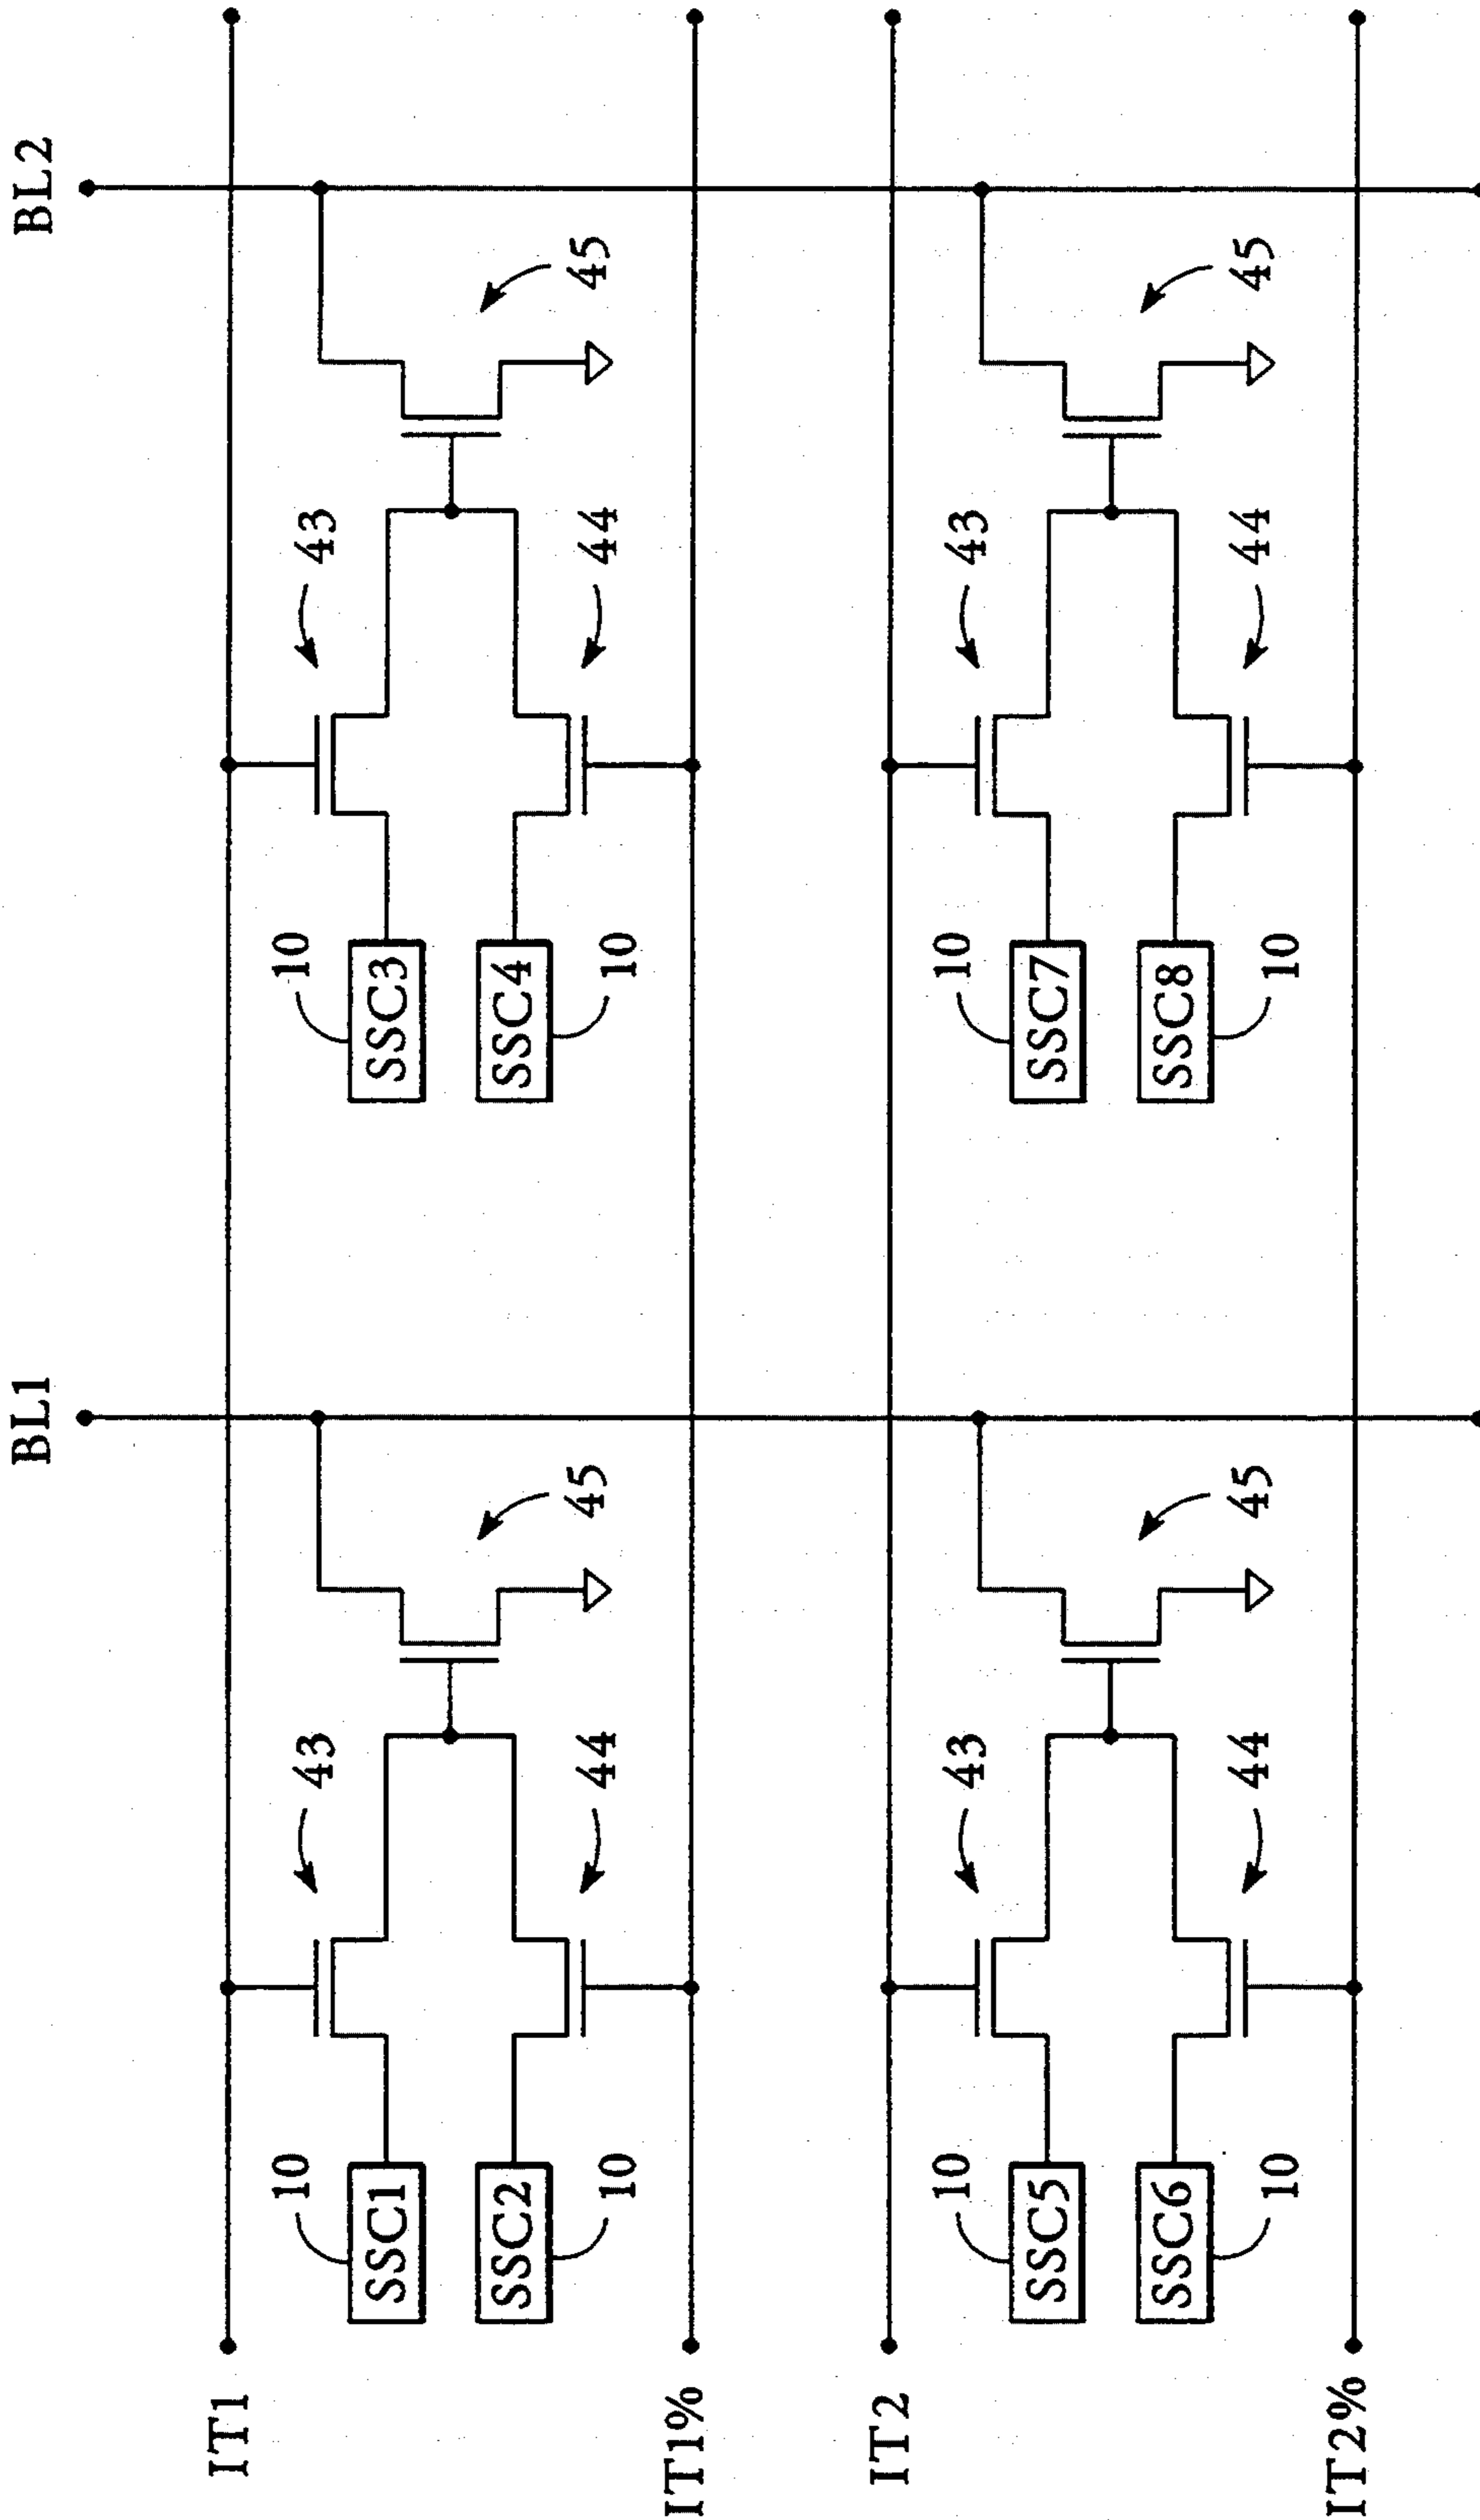 BL1 BL2
IT1
10 43 10 43
SSC1 SSC3
SSC2 SSC4
10 44 45 10 44 45
IT1%
IT2
10 43 10 43
SSC5 SSC7
SSC6 SSC8
10 44 45 10 44 45
IT2%